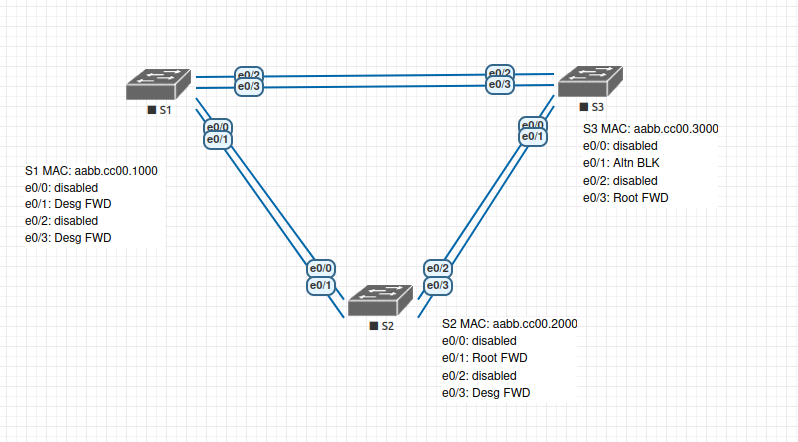 e0/2
e0/3
e0/2
e0/3
S1
S3
e0/0
e0/1
e0/0
e0/1
S3 MAC: aabb.cc00.3000
e0/0: disabled
e0/1: Altn BLK
e0/2: disabled
e0/3: Root FWD
S1 MAC: aabb.cc00.1000
e0/0: disabled
e0/1: Desg FWD
e0/2: disabled
e0/3: Desg FWD
e0/0
e0/1
e0/2
e0/3
S2
S2 MAC: aabb.cc00.2000
e0/0: disabled
e0/1: Root FWD
e0/2: disabled
e0/3: Desg FWD